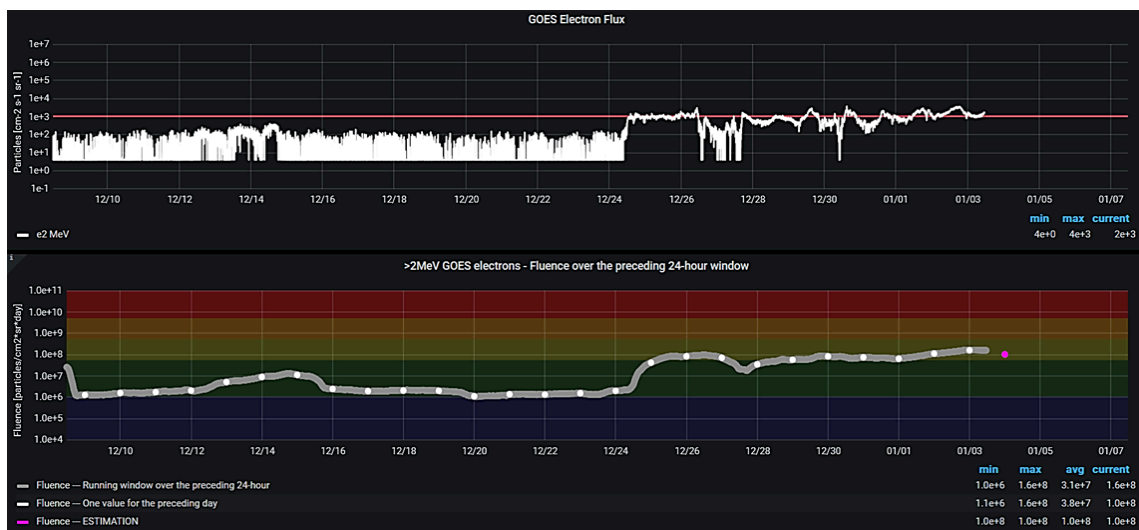 GOES Electron Flux
Particles [cm-2 s-1 sr-1]
1e+7
1e+6
1e+5
1e+4
1e+3
1e+2
1e+1
1e+0
1e-1
12/10 12/12 12/14 12/16 12/18 12/20 12/22 12/24 12/26 12/28 12/30 01/01 01/03 01/05 01/07
min max current
e2 MeV 4e+0 4e+3 2e+3
i
>2MeV GOES electrons - Fluence over the preceding 24-hour window
Fluence [particles/cm2*sr*day]
1.0e+11
1.0e+10
1.0e+9
1.0e+8
1.0e+7
1.0e+6
1.0e+5
1.0e+4
12/10 12/12 12/14 12/16 12/18 12/20 12/22 12/24 12/26 12/28 12/30 01/01 01/03 01/05 01/07
min max avg current
Fluence — Running window over the preceding 24-hour 1.0e+6 1.6e+8 3.1e+7 1.6e+8
Fluence — One value for the preceding day 1.1e+6 1.6e+8 3.8e+7 1.0e+8
Fluence — ESTIMATION 1.0e+8 1.0e+8 1.0e+8 1.0e+8